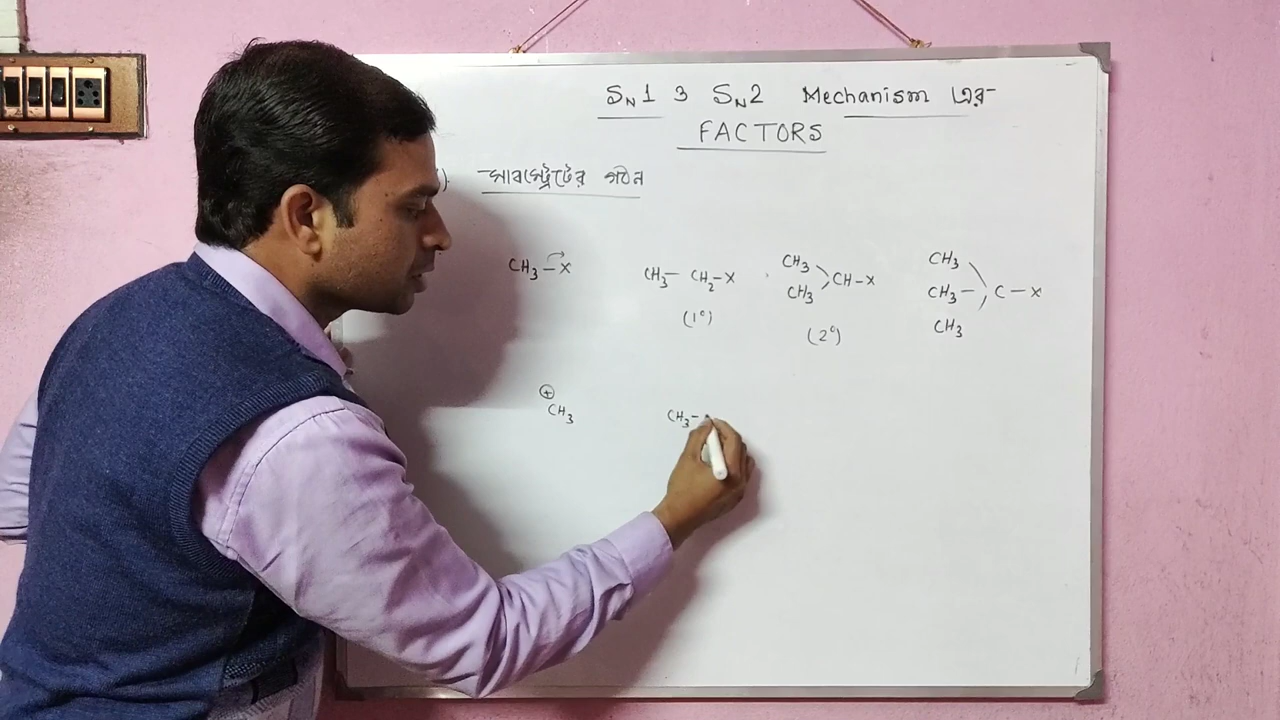 SN1 ও SN2 Mechanism এর
FACTORS
সাবস্ট্রেটের গঠন
CH3–X CH3– CH2–X CH3 CH3 CH–X CH3 CH3– CH3 C–X
(1°) (2°)
⊕
CH3 CH3–